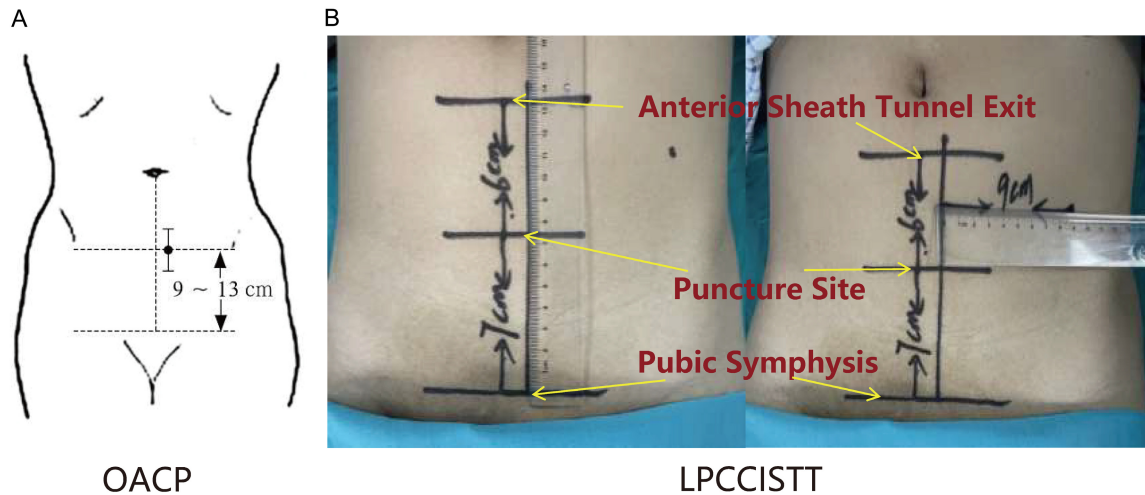 A
B
9 ~ 13 cm
Anterior Sheath Tunnel Exit
6cm
6cm
9cm
Puncture Site
7cm
7cm
Pubic Symphysis
OACP
LPCCISTT